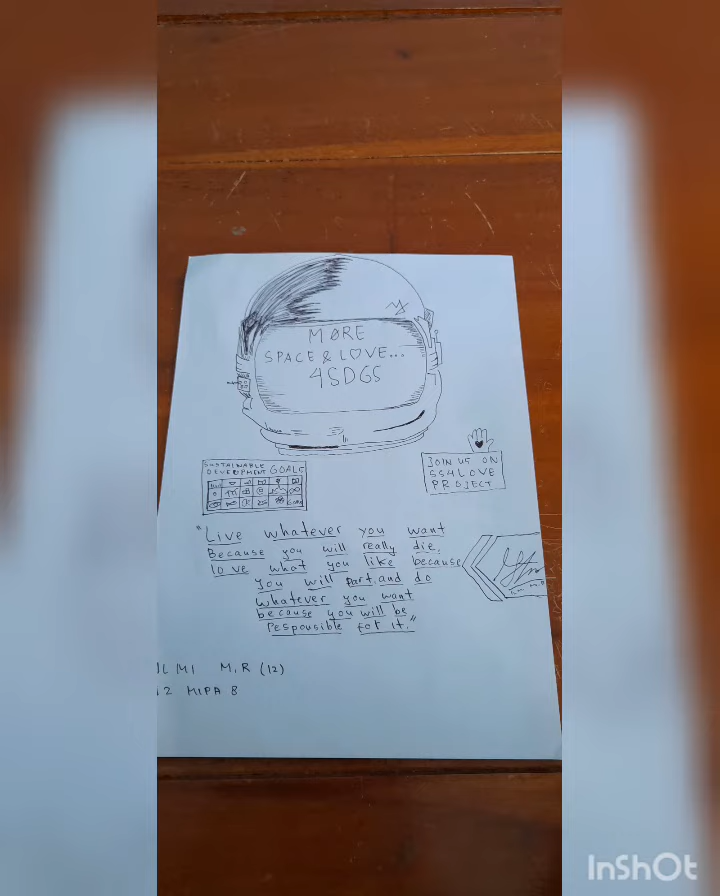 MORE
SPACE & LOVE...
4SDGS
SUSTAINABLE
DEVELOPMENT GOALS
JOIN US ON
SS4LOVE
PROJECT
"Live whatever you want
Because you will really die,
love what you like because
you will part. and do
whatever you want
because you will be
responsible for it."
ILMI M.R (12)
12 MIPA 8
InShOt